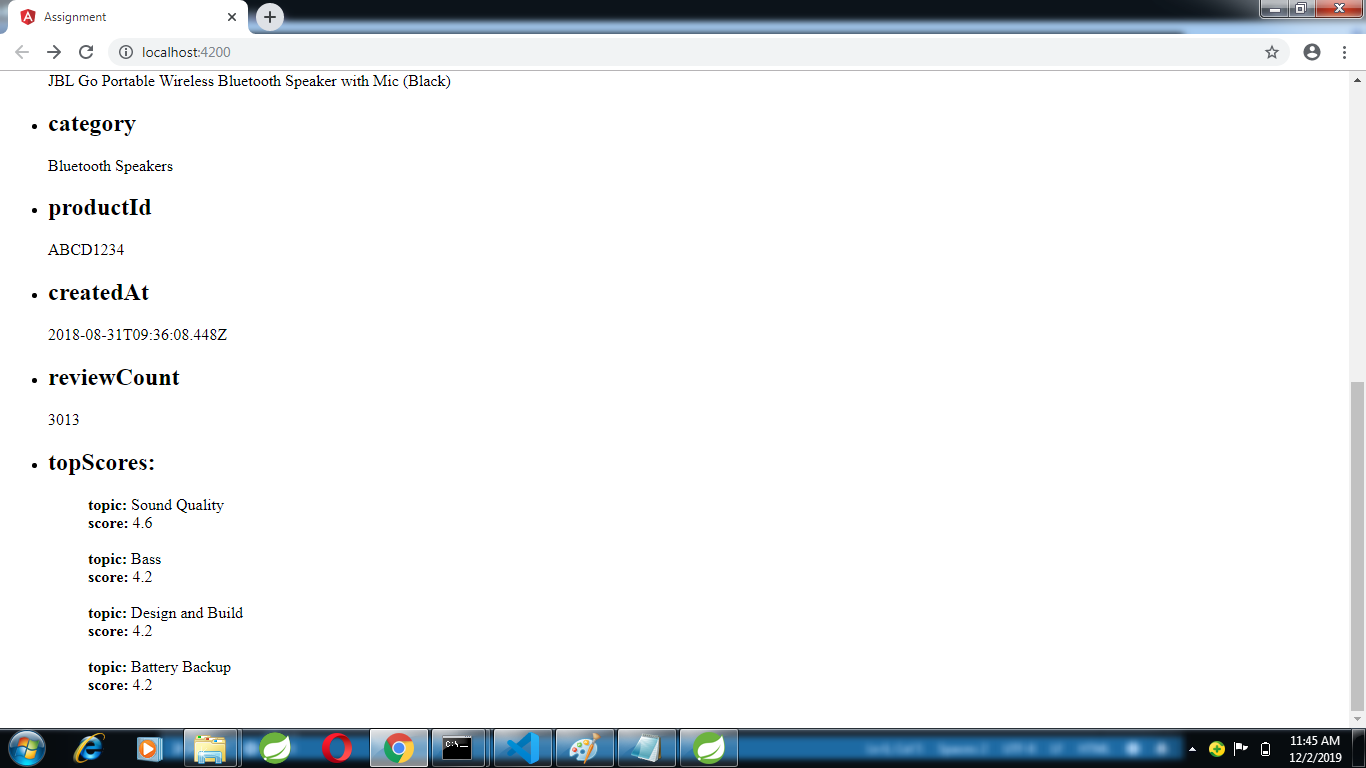 Assignment
localhost:4200
JBL Go Portable Wireless Bluetooth Speaker with Mic (Black)
category
Bluetooth Speakers
productId
ABCD1234
createdAt
2018-08-31T09:36:08.448Z
reviewCount
3013
topScores:
topic: Sound Quality
score: 4.6
topic: Bass
score: 4.2
topic: Design and Build
score: 4.2
topic: Battery Backup
score: 4.2
11:45 AM
12/2/2019